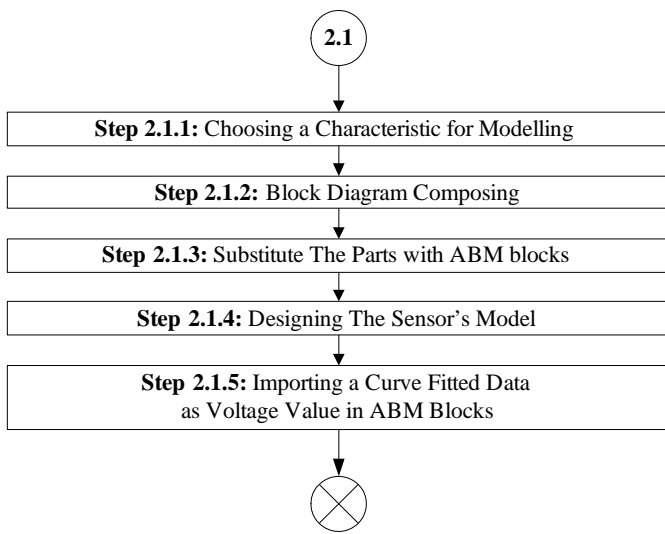 2.1
Step 2.1.1: Choosing a Characteristic for Modelling
Step 2.1.2: Block Diagram Composing
Step 2.1.3: Substitute The Parts with ABM blocks
Step 2.1.4: Designing The Sensor’s Model
Step 2.1.5: Importing a Curve Fitted Data
as Voltage Value in ABM Blocks